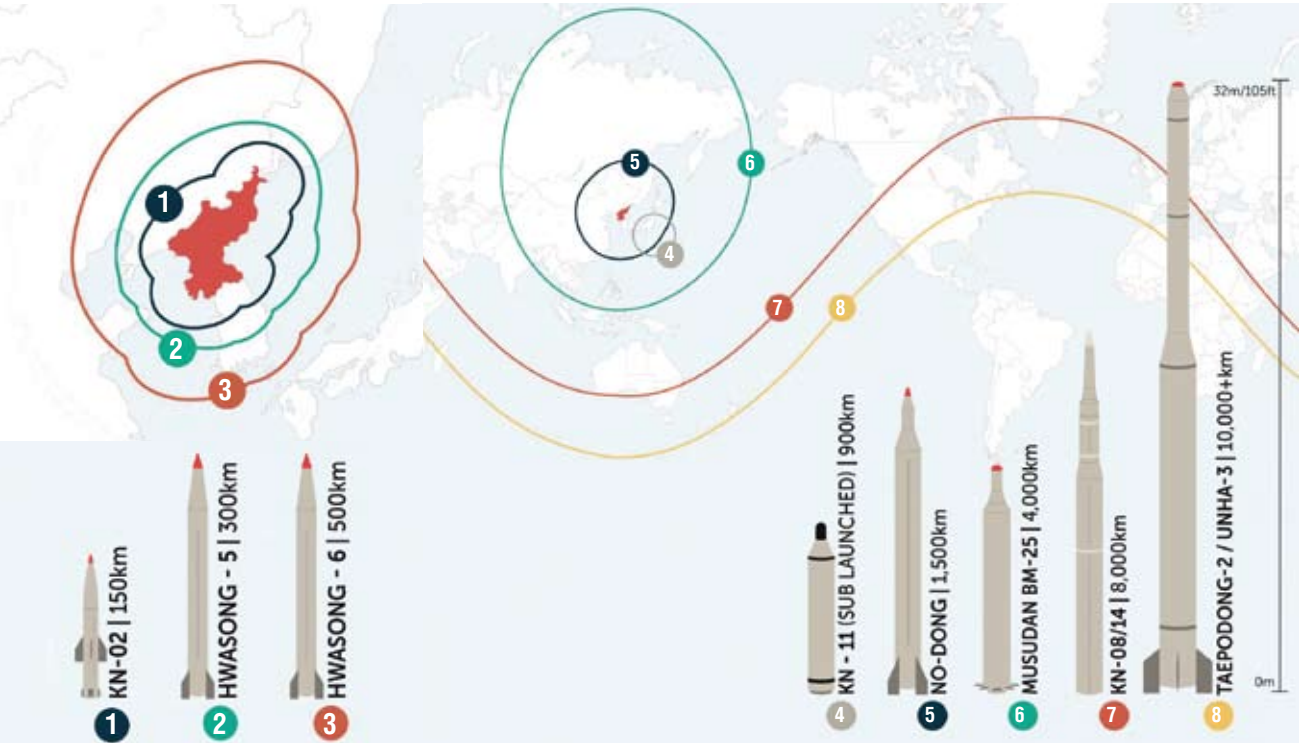 1
2
3
5
6
4
7
8
32m/105ft
0m
KN-02 | 150km
1
HWASONG - 5 | 300km
2
HWASONG - 6 | 500km
3
KN - 11 (SUB LAUNCHED) | 900km
4
NO-DONG | 1,500km
5
MUSUDAN BM-25 | 4,000km
6
KN-08/14 | 8,000km
7
TAEPODONG-2 / UNHA-3 | 10,000+km
8